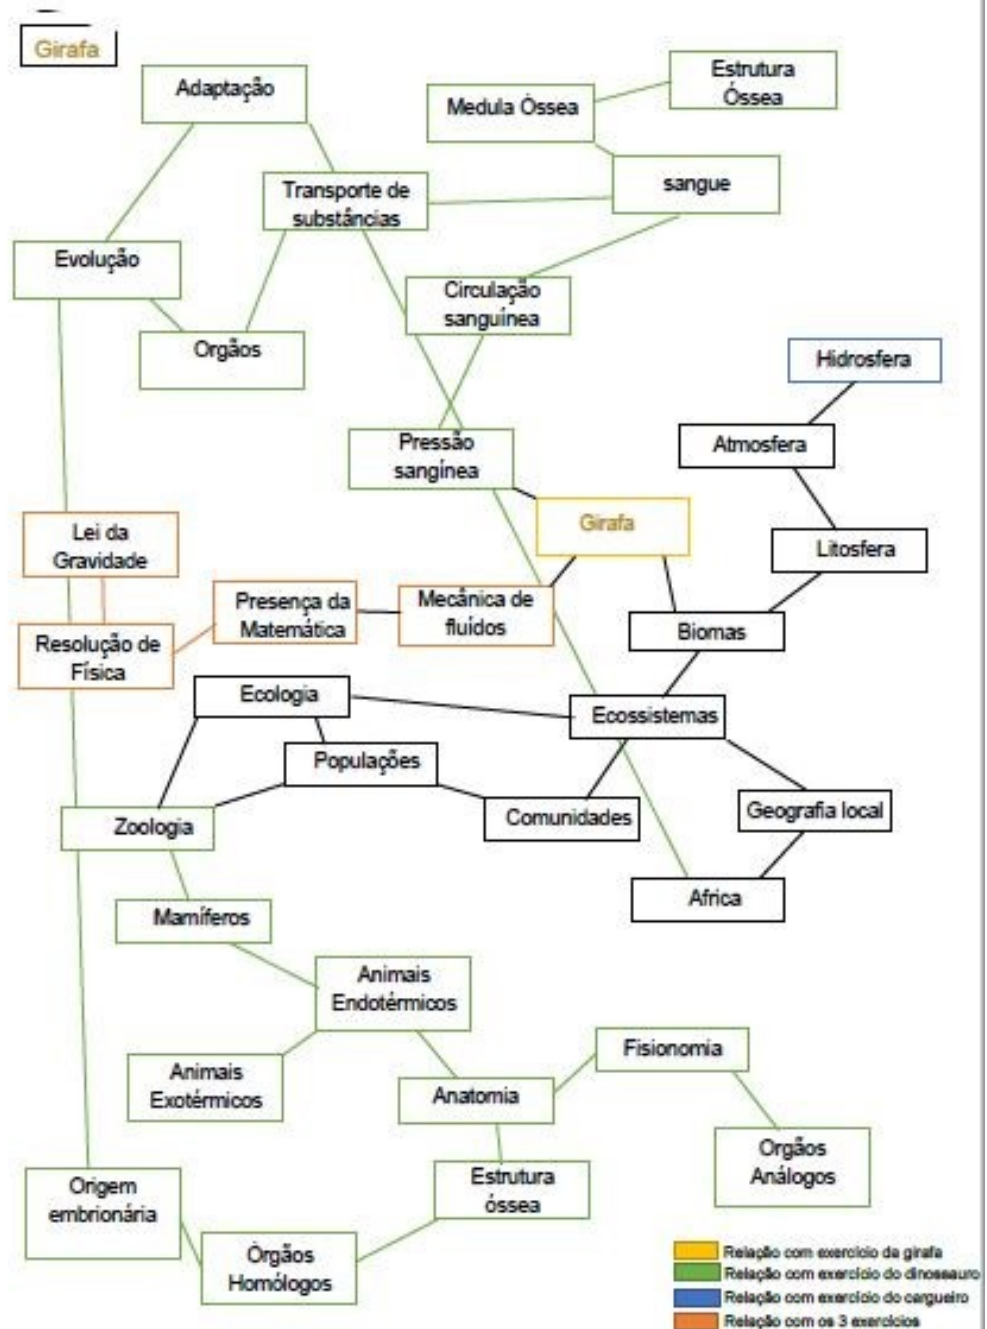 Girafa
Adaptação
Estrutura
Óssea
Medula Óssea
Transporte de
substâncias
sangue
Evolução
Circulação
sanguínea
Orgãos
Hidrosfera
Pressão
sangínea
Atmosfera
Girafa
Lei da
Gravidade
Litosfera
Presença da
Matemática
Mecânica de
fluídos
Biomas
Resolução de
Física
Ecologia
Ecossistemas
Populações
Comunidades
Geografia local
Zoologia
Africa
Mamíferos
Animais
Endotérmicos
Fisionomia
Animais
Exotérmicos
Anatomia
Orgãos
Análogos
Origem
embrionária
Estrutura
óssea
Órgãos
Homólogos
Relação com exercício da girafa
Relação com exercício do dinossauro
Relação com exercício do cargueiro
Relação com os 3 exercícios